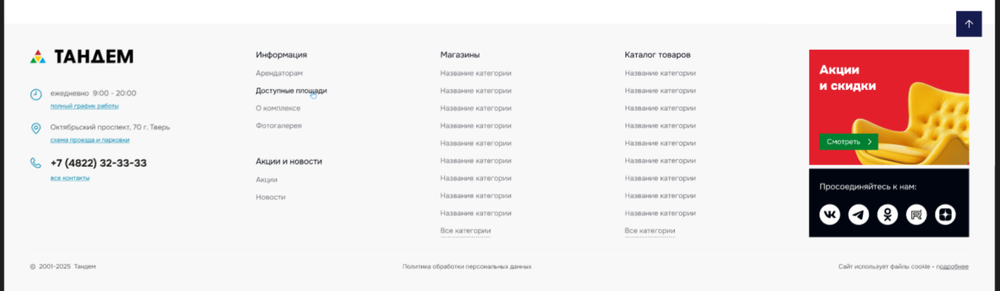 ТАНДЕМ
ежедневно 9:00 - 20:00
полный график работы
Октябрьский проспект, 70 г. Тверь
схема проезда и парковки
+7 (4822) 32-33-33
все контакты
Информация
Арендаторам
Доступные площади
О комплексе
Фотогалерея
Акции и новости
Акции
Новости
Магазины
Название категории
Название категории
Название категории
Название категории
Название категории
Название категории
Название категории
Название категории
Название категории
Все категории
Каталог товаров
Название категории
Название категории
Название категории
Название категории
Название категории
Название категории
Название категории
Название категории
Название категории
Все категории
Акции
и скидки
Смотреть
Просоединяйтесь к нам:
© 2001-2025 Тандем
Политика обработки персональных данных
Сайт использует файлы cookie - подробнее